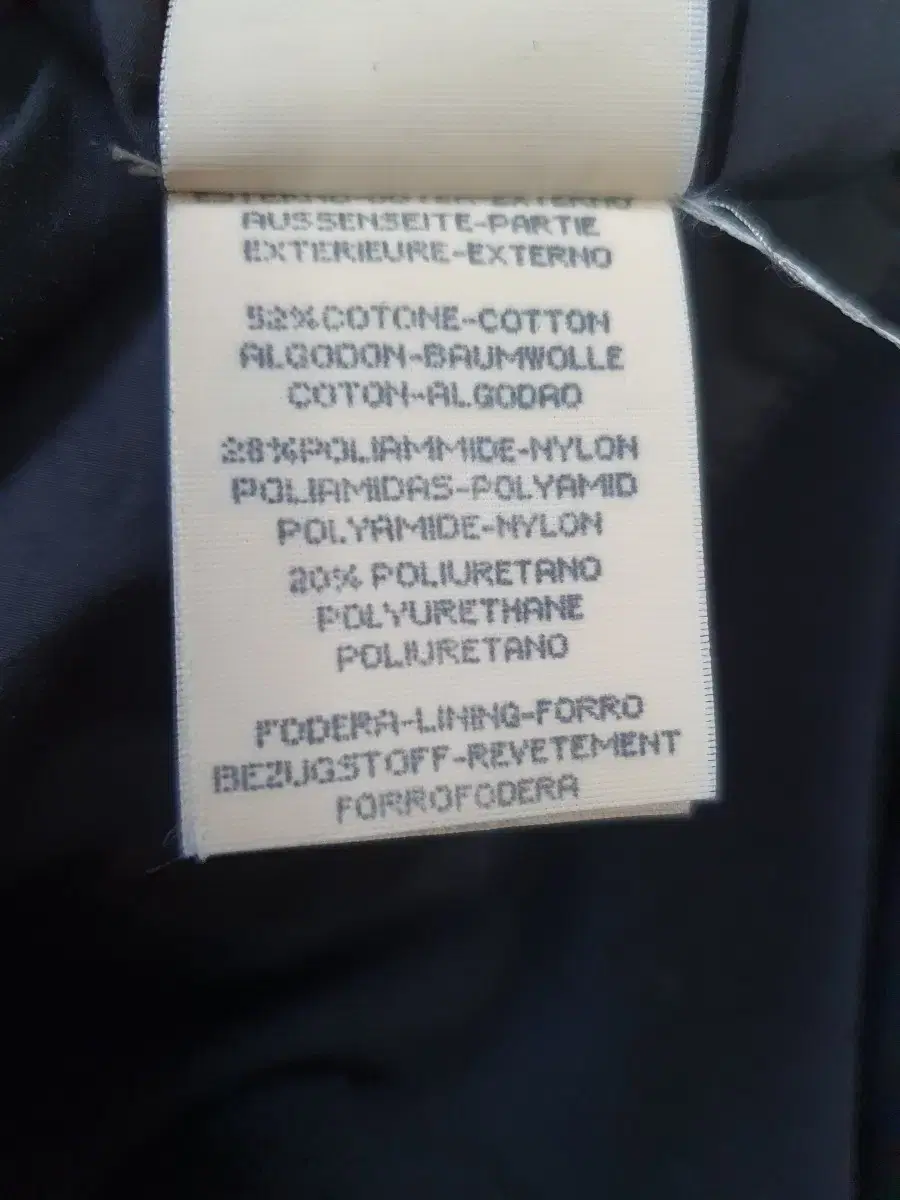 AUSSENSEITE-PARTIE
EXTERIEURE-EXTERNO
52%COTONE-COTTON
ALGODON-BAUMWOLLE
COTON-ALGODAO
28%POLIAMMIDE-NYLON
POLIAMIDAS-POLYAMID
POLYAMIDE-NYLON
20% POLIURETANO
POLYURETHANE
POLIURETANO
FODERA-LINING-FORRO
BEZUGSTOFF-REVETEMENT
FORROFODERA